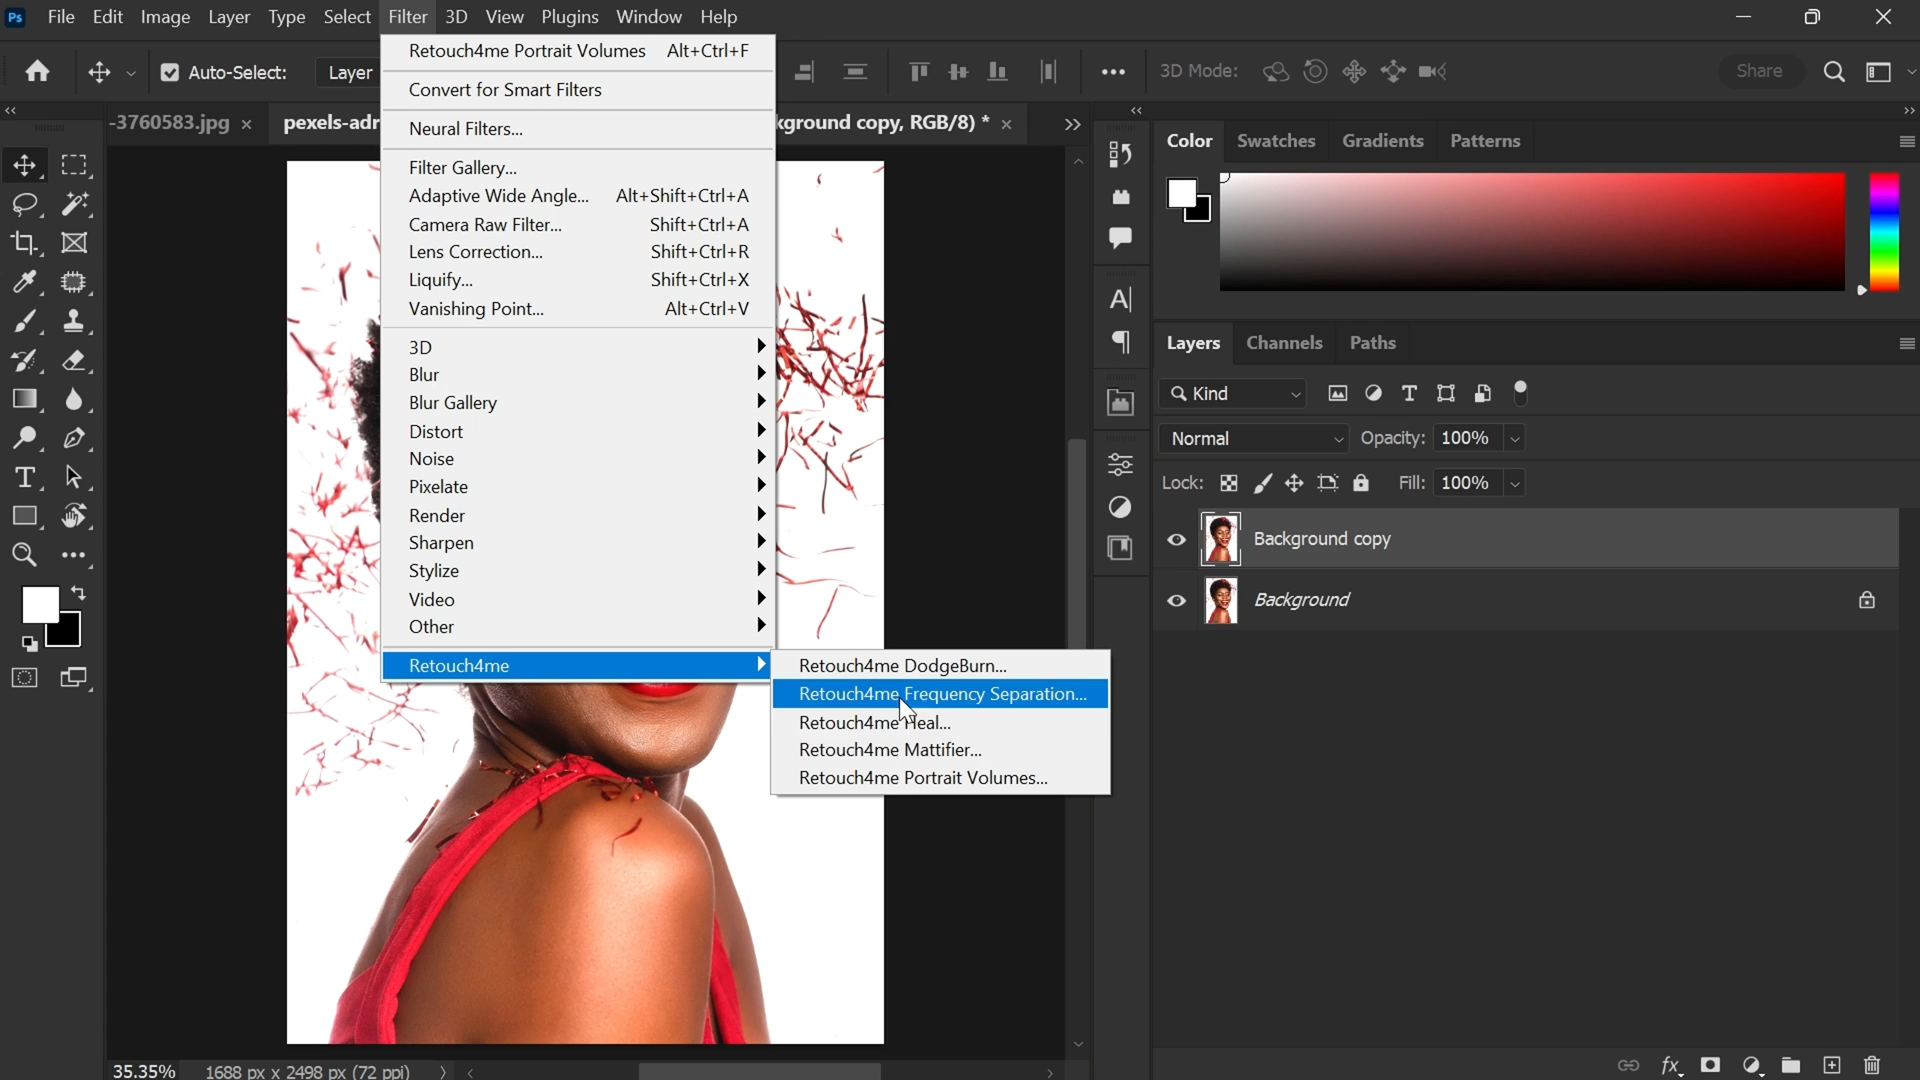 Ps File Edit Image Layer Type Select Filter 3D View Plugins Window Help
Auto-Select: Layer
3D Mode:
Share
-3760583.jpg × pexels-adr kground copy, RGB/8) * ×
Retouch4me Portrait Volumes Alt+Ctrl+F
Convert for Smart Filters
Neural Filters...
Filter Gallery...
Adaptive Wide Angle... Alt+Shift+Ctrl+A
Camera Raw Filter... Shift+Ctrl+A
Lens Correction... Shift+Ctrl+R
Liquify... Shift+Ctrl+X
Vanishing Point... Alt+Ctrl+V
3D
Blur
Blur Gallery
Distort
Noise
Pixelate
Render
Sharpen
Stylize
Video
Other
Retouch4me
Retouch4me DodgeBurn...
Retouch4me Frequency Separation...
Retouch4me Heal...
Retouch4me Mattifier...
Retouch4me Portrait Volumes...
Color Swatches Gradients Patterns
Layers Channels Paths
Kind
Normal Opacity: 100%
Lock: Fill: 100%
Background copy
Background
35.35% 1688 px x 2498 px (72 ppi)